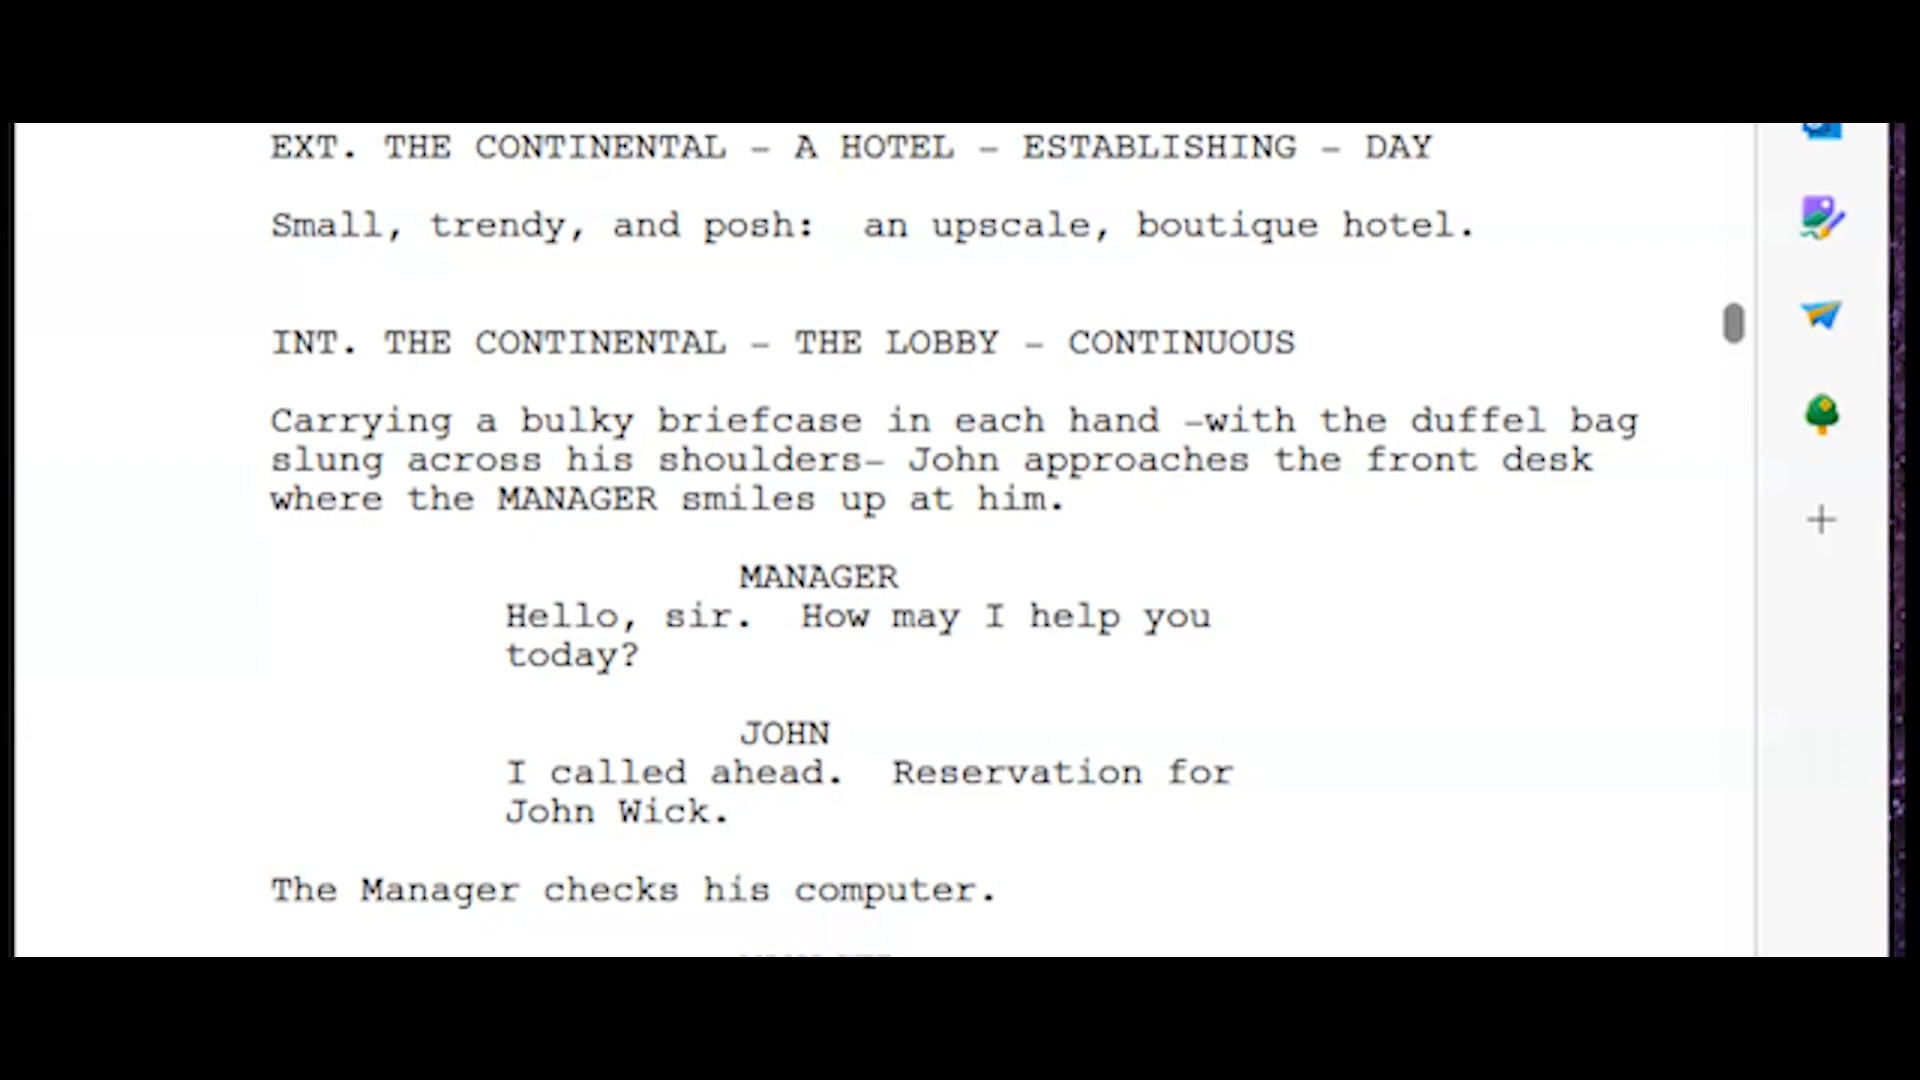 EXT. THE CONTINENTAL – A HOTEL – ESTABLISHING – DAY
Small, trendy, and posh:  an upscale, boutique hotel.
INT. THE CONTINENTAL – THE LOBBY – CONTINUOUS
Carrying a bulky briefcase in each hand –with the duffel bag
slung across his shoulders– John approaches the front desk
where the MANAGER smiles up at him.
MANAGER
Hello, sir.  How may I help you
today?
JOHN
I called ahead.  Reservation for
John Wick.
The Manager checks his computer.